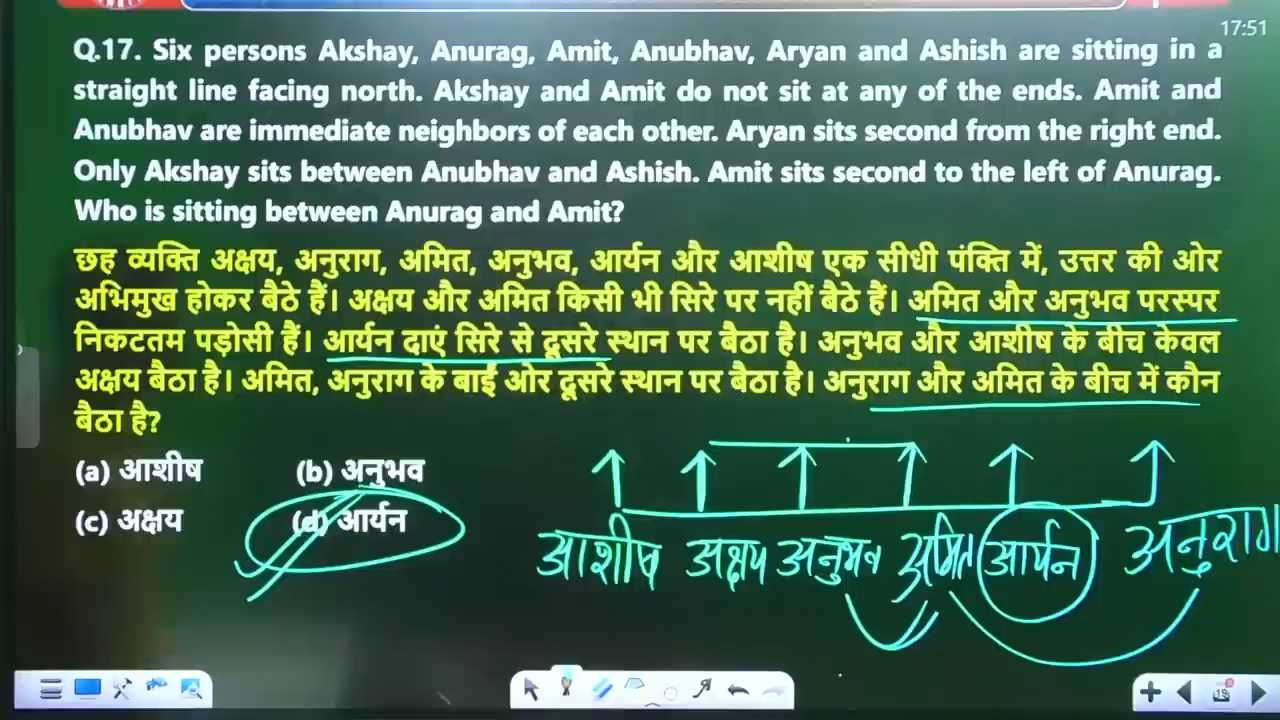 17:51
Q.17. Six persons Akshay, Anurag, Amit, Anubhav, Aryan and Ashish are sitting in a
straight line facing north. Akshay and Amit do not sit at any of the ends. Amit and
Anubhav are immediate neighbors of each other. Aryan sits second from the right end.
Only Akshay sits between Anubhav and Ashish. Amit sits second to the left of Anurag.
Who is sitting between Anurag and Amit?
छह व्यक्ति अक्षय, अनुराग, अमित, अनुभव, आर्यन और आशीष एक सीधी पंक्ति में, उत्तर की ओर
अभिमुख होकर बैठे हैं। अक्षय और अमित किसी भी सिरे पर नहीं बैठे हैं। अमित और अनुभव परस्पर
निकटतम पड़ोसी हैं। आर्यन दाएं सिरे से दूसरे स्थान पर बैठा है। अनुभव और आशीष के बीच केवल
अक्षय बैठा है। अमित, अनुराग के बाईं ओर दूसरे स्थान पर बैठा है। अनुराग और अमित के बीच में कौन
बैठा है?
(a) आशीष (b) अनुभव
(c) अक्षय (d) आर्यन
आशीष अक्षय अनुभव अमित आर्यन अनुराग
19